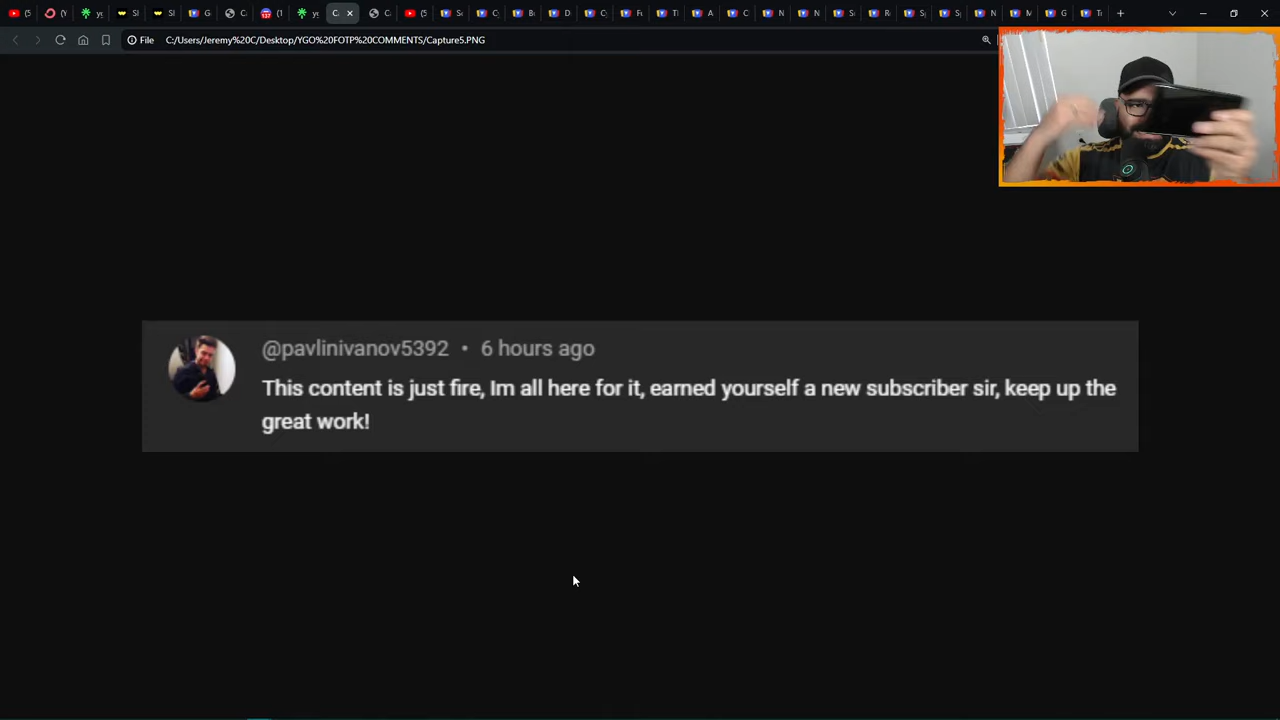 File C:/Users/Jeremy%20C/Desktop/YGO%20FOTP%20COMMENTS/Capture5.PNG
@pavlinivanov5392 • 6 hours ago
This content is just fire, Im all here for it, earned yourself a new subscriber sir, keep up the
great work!